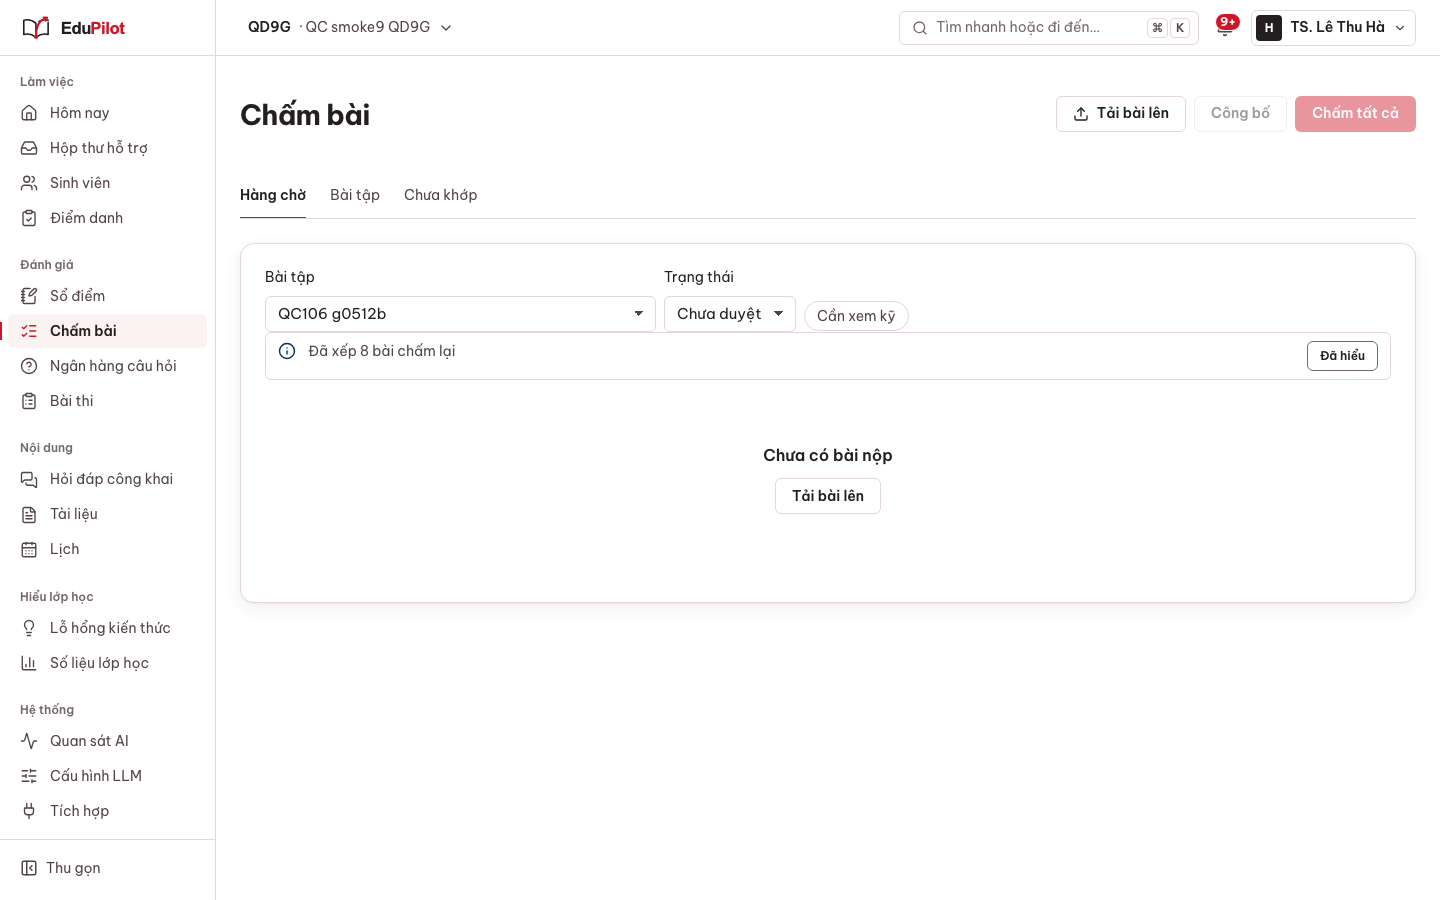 EduPilot
QD9G · QC smoke9 QD9G
Tìm nhanh hoặc đi đến...
⌘ K
9+
H
TS. Lê Thu Hà
Làm việc
Hôm nay
Hộp thư hỗ trợ
Sinh viên
Điểm danh
Đánh giá
Sổ điểm
Chấm bài
Ngân hàng câu hỏi
Bài thi
Nội dung
Hỏi đáp công khai
Tài liệu
Lịch
Hiểu lớp học
Lỗ hổng kiến thức
Số liệu lớp học
Hệ thống
Quan sát AI
Cấu hình LLM
Tích hợp
Thu gọn
Chấm bài
Tải bài lên
Công bố
Chấm tất cả
Hàng chờ
Bài tập
Chưa khớp
Bài tập
Trạng thái
QC106 g0512b
Chưa duyệt
Cần xem kỹ
Đã xếp 8 bài chấm lại
Đã hiểu
Chưa có bài nộp
Tải bài lên